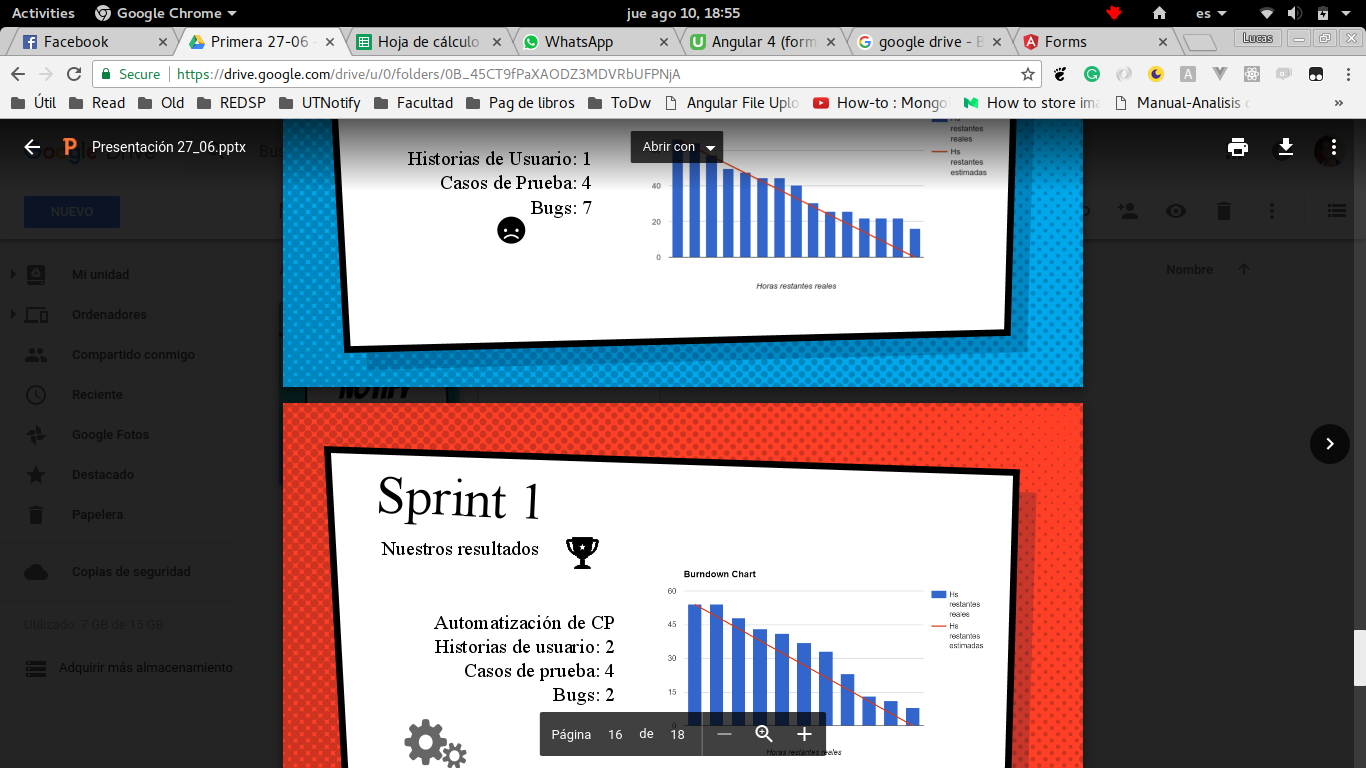 Activities
Google Chrome
jue ago 10, 18:55
es
Facebook
Primera 27-06
Hoja de cálculo
WhatsApp
Angular 4 (form
google drive - B
Forms
Lucas
Secure
https://drive.google.com/drive/u/0/folders/0B_45CT9fPaXAODZ3MDVRbUFPNjA
Útil
Read
Old
REDSP
UTNotify
Facultad
Pag de libros
ToDw
Angular File Uplo
How-to : Mongo
How to store ima
Manual-Analisis
»
P
Presentación 27_06.pptx
Abrir con
NUEVO
Mi unidad
Ordenadores
Compartido conmigo
Reciente
Google Fotos
Destacado
Papelera
Copias de seguridad
Utilizado: 7 GB de 15 GB
Adquirir más almacenamiento
Nombre
Historias de Usuario: 1
Casos de Prueba: 4
Bugs: 7
Hs
restantes
reales
Hs
restantes
estimadas
40
20
0
Horas restantes reales
Sprint 1
Nuestros resultados
Automatización de CP
Historias de usuario: 2
Casos de prueba: 4
Bugs: 2
Burndown Chart
60
45
30
15
0
Hs
restantes
reales
Hs
restantes
estimadas
Horas restantes reales
Página 16 de 18